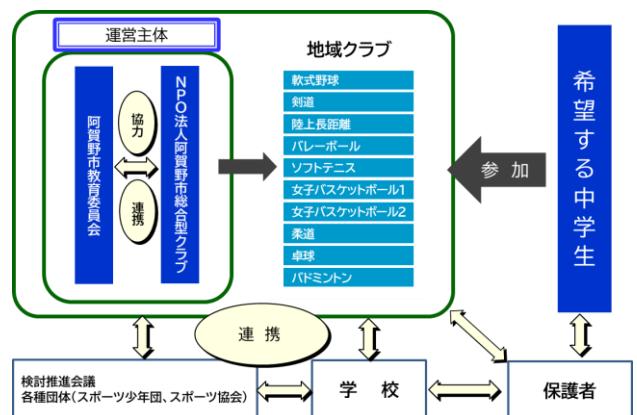 運営主体
阿賀野市教育委員会
協力
連携
NPO法人阿賀野市総合型クラブ
地域クラブ
軟式野球
剣道
陸上長距離
バレーボール
ソフトテニス
女子バスケットボール1
女子バスケットボール2
柔道
卓球
バドミントン
参加
希望する中学生
連携
検討推進会議
各種団体(スポーツ少年団、スポーツ協会)
学校
保護者